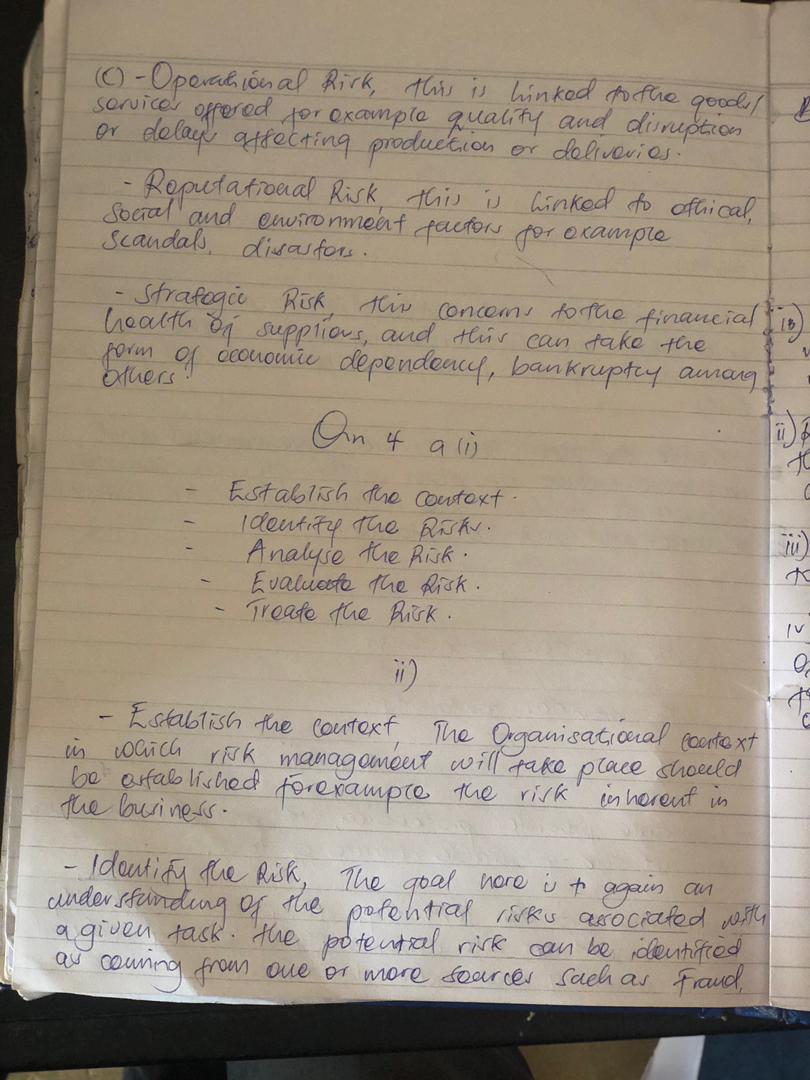 (C) - Operational Risk, this is linked to the goods/
services offered for example quality and disruption
or delays affecting production or deliveries.
- Reputational Risk, this is linked to ethical,
social and environment factors for example
scandals, disasters.
- Strategic Risk, this concerns to the financial
health of suppliers, and this can take the
form of economic dependency, bankruptcy among
others.
Qn 4 a (i)
- Establish the context.
- Identify the Risks.
- Analyse the Risk.
- Evaluate the Risk.
- Treate the Risk.
ii)
- Establish the context, The Organisational context
in which risk management will take place should
be established forexample the risk inherent in
the business.
- Identify the Risk, The goal here is to again an
understanding of the potential risks associated with
a given task. the potential risk can be identified
as coming from one or more sources such as Fraud,
ii)
iii)
iv